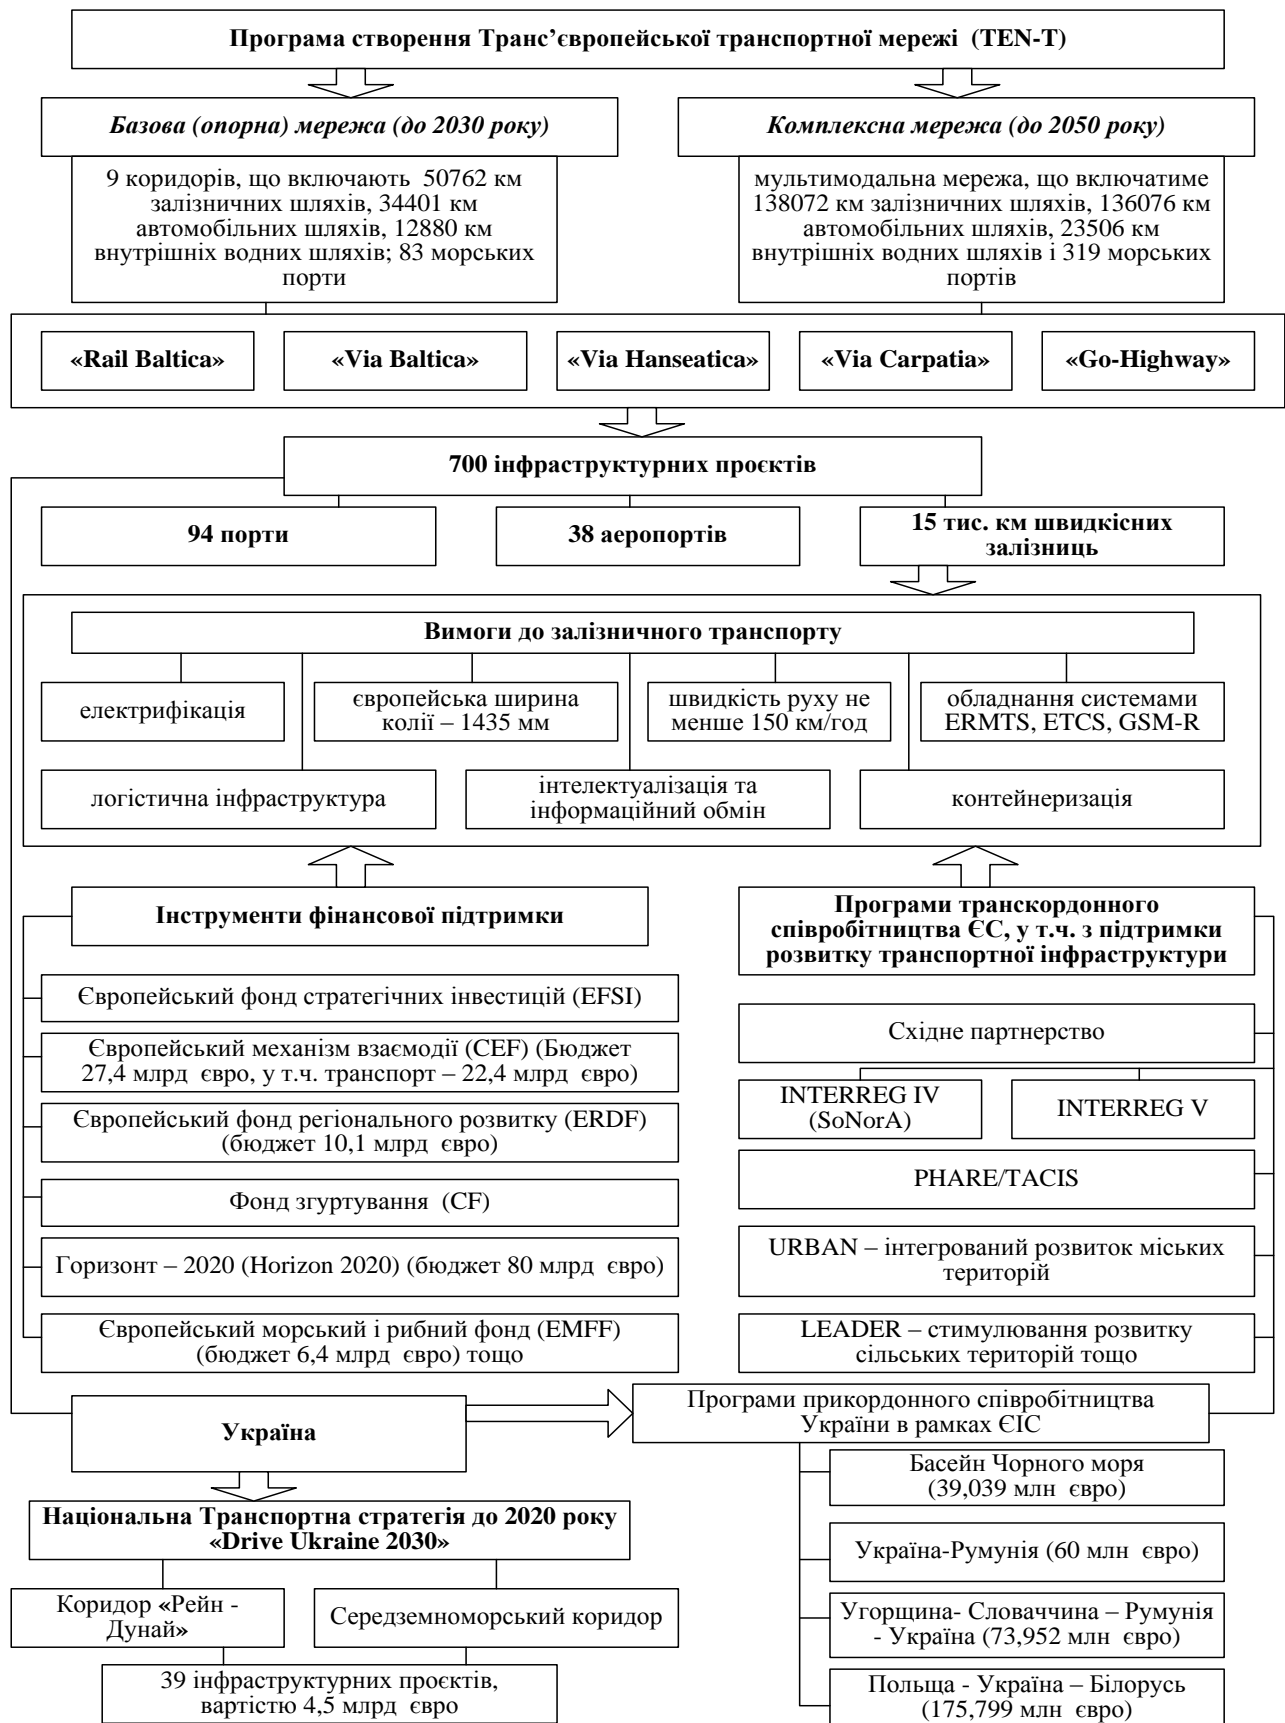 Програма створення Транс’європейської транспортної мережі (TEN-T)
Базова (опорна) мережа (до 2030 року)
9 коридорів, що включають 50762 км
залізничних шляхів, 34401 км
автомобільних шляхів, 12880 км
внутрішніх водних шляхів; 83 морських
порти
Комплексна мережа (до 2050 року)
мультимодальна мережа, що включатиме
138072 км залізничних шляхів, 136076 км
автомобільних шляхів, 23506 км
внутрішніх водних шляхів і 319 морських
портів
«Rail Baltica»
«Via Baltica»
«Via Hanseatica»
«Via Carpatia»
«Go-Highway»
700 інфраструктурних проєктів
94 порти
38 аеропортів
15 тис. км швидкісних
залізниць
Вимоги до залізничного транспорту
електрифікація
європейська ширина
колії – 1435 мм
швидкість руху не
менше 150 км/год
обладнання системами
ERMTS, ETCS, GSM-R
логістична інфраструктура
інтелектуалізація та
інформаційний обмін
контейнеризація
Інструменти фінансової підтримки
Європейський фонд стратегічних інвестицій (EFSI)
Європейський механізм взаємодії (CEF) (Бюджет
27,4 млрд євро, у т.ч. транспорт – 22,4 млрд євро)
Європейський фонд регіонального розвитку (ERDF)
(бюджет 10,1 млрд євро)
Фонд згуртування (CF)
Горизонт – 2020 (Horizon 2020) (бюджет 80 млрд євро)
Європейський морський і рибний фонд (EMFF)
(бюджет 6,4 млрд євро) тощо
Програми транскордонного
співробітництва ЄС, у т.ч. з підтримки
розвитку транспортної інфраструктури
Східне партнерство
INTERREG IV
(SoNorA)
INTERREG V
PHARE/TACIS
URBAN – інтегрований розвиток міських
територій
LEADER – стимулювання розвитку
сільських територій тощо
Україна
Програми прикордонного співробітництва
України в рамках ЄІС
Національна Транспортна стратегія до 2020 року
«Drive Ukraine 2030»
Коридор «Рейн -
Дунай»
Середземноморський коридор
39 інфраструктурних проєктів,
вартістю 4,5 млрд євро
Басейн Чорного моря
(39,039 млн євро)
Україна-Румунія (60 млн євро)
Угорщина- Словаччина – Румунія
- Україна (73,952 млн євро)
Польща - Україна – Білорусь
(175,799 млн євро)